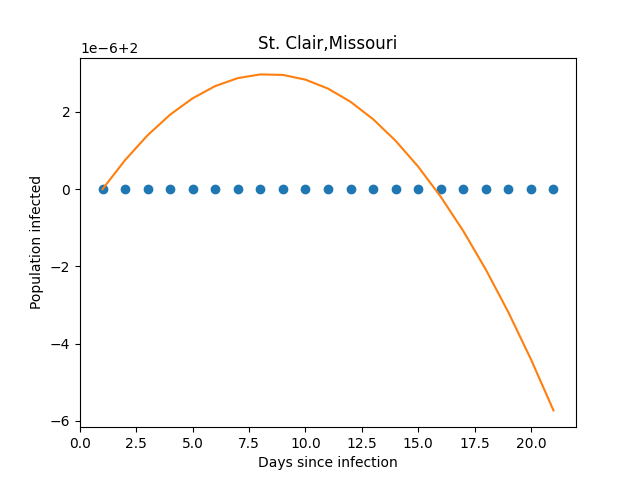 St. Clair,Missouri
1e−6+2
2
0
−2
−4
−6
Population infected
0.0 2.5 5.0 7.5 10.0 12.5 15.0 17.5 20.0
Days since infection